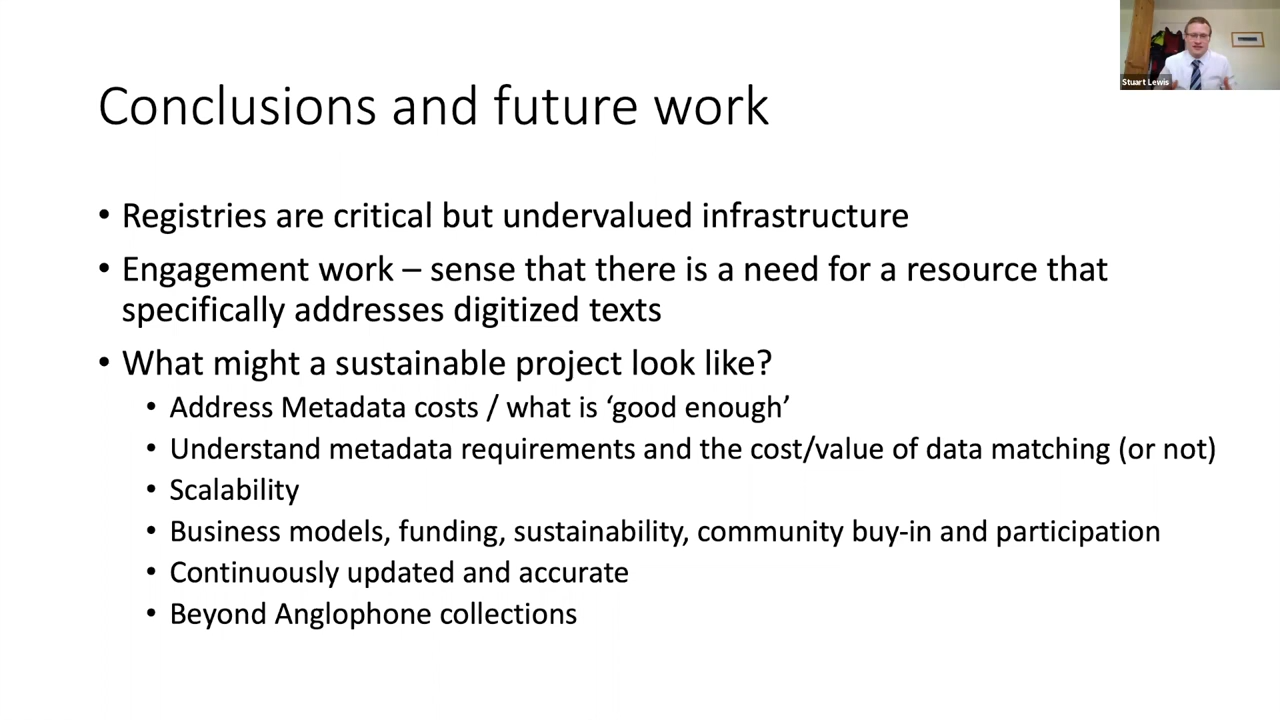 Stuart Lewis
Conclusions and future work
• Registries are critical but undervalued infrastructure
• Engagement work – sense that there is a need for a resource that
specifically addresses digitized texts
• What might a sustainable project look like?
• Address Metadata costs / what is ‘good enough’
• Understand metadata requirements and the cost/value of data matching (or not)
• Scalability
• Business models, funding, sustainability, community buy-in and participation
• Continuously updated and accurate
• Beyond Anglophone collections